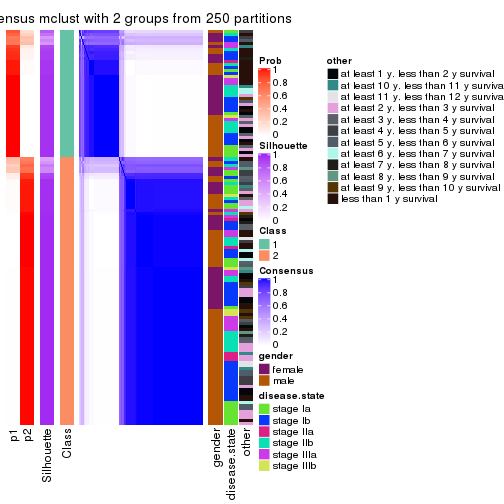 ensus mclust with 2 groups from 250 partitions
p1
p2
Silhouette
Class
gender
disease.state
other
Prob
1
0.8
0.6
0.4
0.2
0
Silhouette
1
0.8
0.6
0.4
0.2
0
Class
1
2
Consensus
1
0.8
0.6
0.4
0.2
0
gender
female
male
disease.state
stage Ia
stage Ib
stage IIa
stage IIb
stage IIIa
stage IIIb
other
at least 1 y. less than 2 y survival
at least 10 y. less than 11 y surviva
at least 11 y. less than 12 y surviva
at least 2 y. less than 3 y survival
at least 3 y. less than 4 y survival
at least 4 y. less than 5 y survival
at least 5 y. less than 6 y survival
at least 6 y. less than 7 y survival
at least 7 y. less than 8 y survival
at least 8 y. less than 9 y survival
at least 9 y. less than 10 y survival
less than 1 y survival